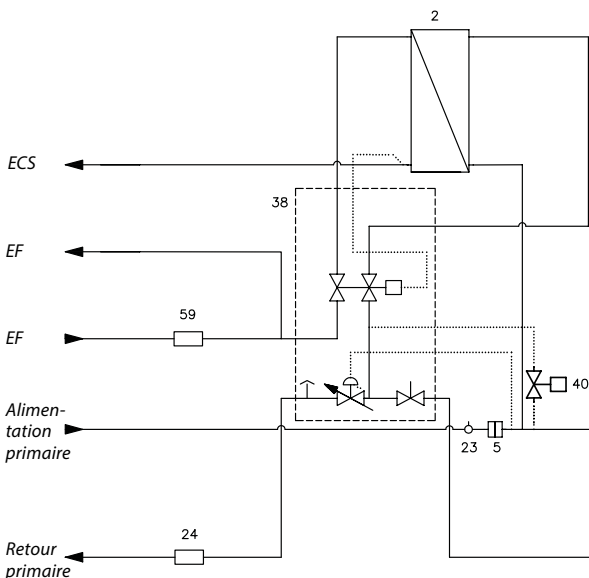 2
ECS
38
EF
59
EF
40
Alimen-
tation
primaire
23 5
24
Retour
primaire